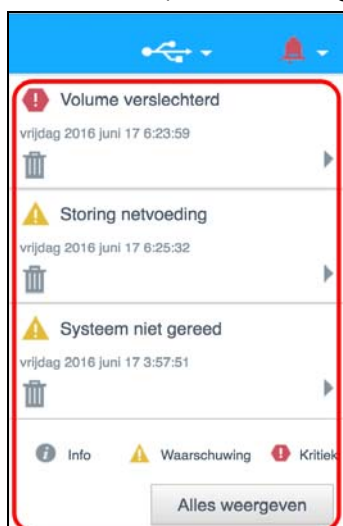 Volume verslechterd
vrijdag 2016 juni 17 6:23:59
Storing netvoeding
vrijdag 2016 juni 17 6:25:32
Systeem niet gereed
vrijdag 2016 juni 17 3:57:51
Info Waarschuwing Kritiek
Alles weergeven